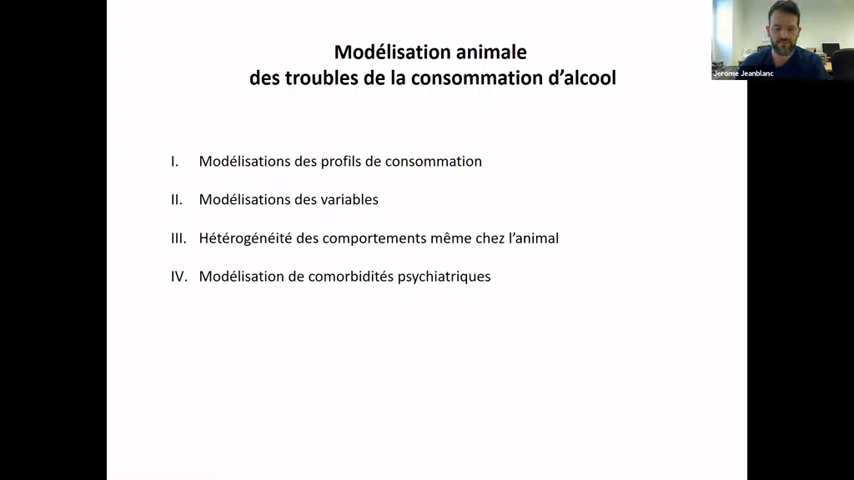 Modélisation animale
des troubles de la consommation d'alcool
Jerome Jeanblanc
I. Modélisations des profils de consommation
II. Modélisations des variables
III. Hétérogénéité des comportements même chez l'animal
IV. Modélisation de comorbidités psychiatriques